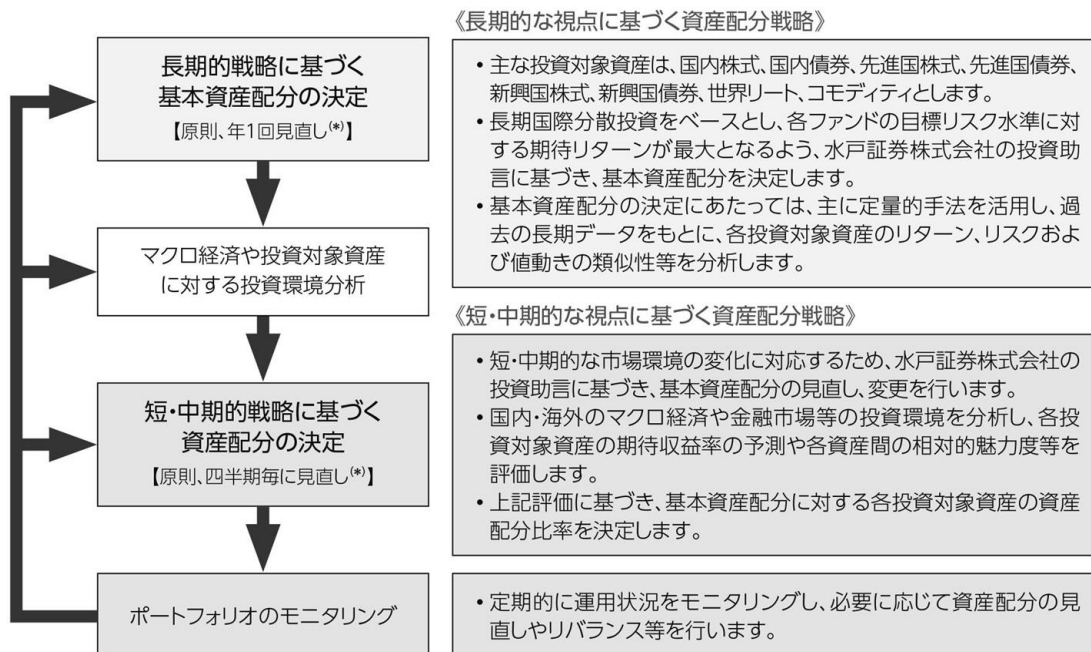 長期的戦略に基づく
基本資産配分の決定
【原則、年1回見直し(*)】
マクロ経済や投資対象資産
に対する投資環境分析
短・中期的戦略に基づく
資産配分の決定
【原則、四半期毎に見直し(*)】
ポートフォリオのモニタリング
《長期的な視点に基づく資産配分戦略》
• 主な投資対象資産は、国内株式、国内債券、先進国株式、先進国債券、
新興国株式、新興国債券、世界リート、コモディティとします。
• 長期国際分散投資をベースとし、各ファンドの目標リスク水準に対
する期待リターンが最大となるよう、水戸証券株式会社の投資助
言に基づき、基本資産配分を決定します。
• 基本資産配分の決定にあたっては、主に定量的手法を活用し、過
去の長期データをもとに、各投資対象資産のリターン、リスクおよ
び値動きの類似性等を分析します。
《短・中期的な視点に基づく資産配分戦略》
• 短・中期的な市場環境の変化に対応するため、水戸証券株式会社の
投資助言に基づき、基本資産配分の見直し、変更を行います。
• 国内・海外のマクロ経済や金融市場等の投資環境を分析し、各投
資対象資産の期待収益率の予測や各資産間の相対的魅力度等を
評価します。
• 上記評価に基づき、基本資産配分に対する各投資対象資産の資産
配分比率を決定します。
• 定期的に運用状況をモニタリングし、必要に応じて資産配分の見
直しやリバランス等を行います。